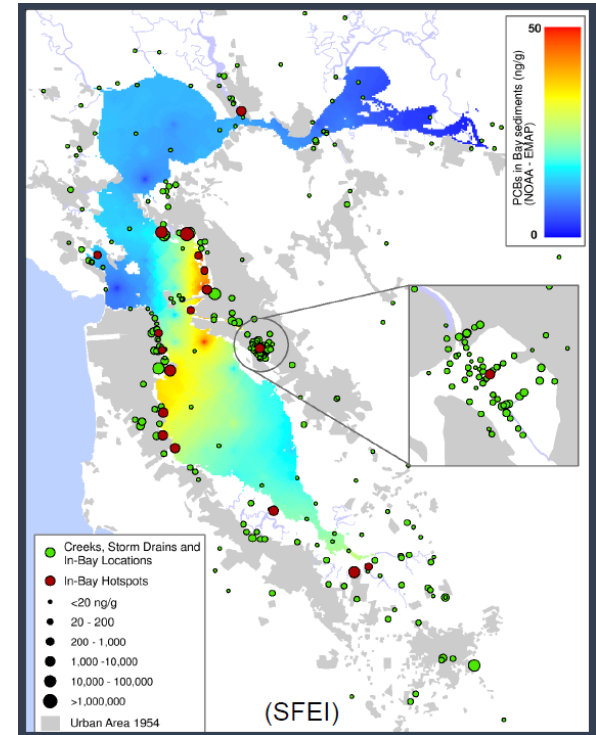 50
PCBs in Bay sediments (ng/g)
(NOAA - EMAP)
0
Creeks, Storm Drains and
In-Bay Locations
In-Bay Hotspots
<20 ng/g
20 - 200
200 - 1,000
1,000 -10,000
10,000 - 100,000
>1,000,000
Urban Area 1954
(SFEI)